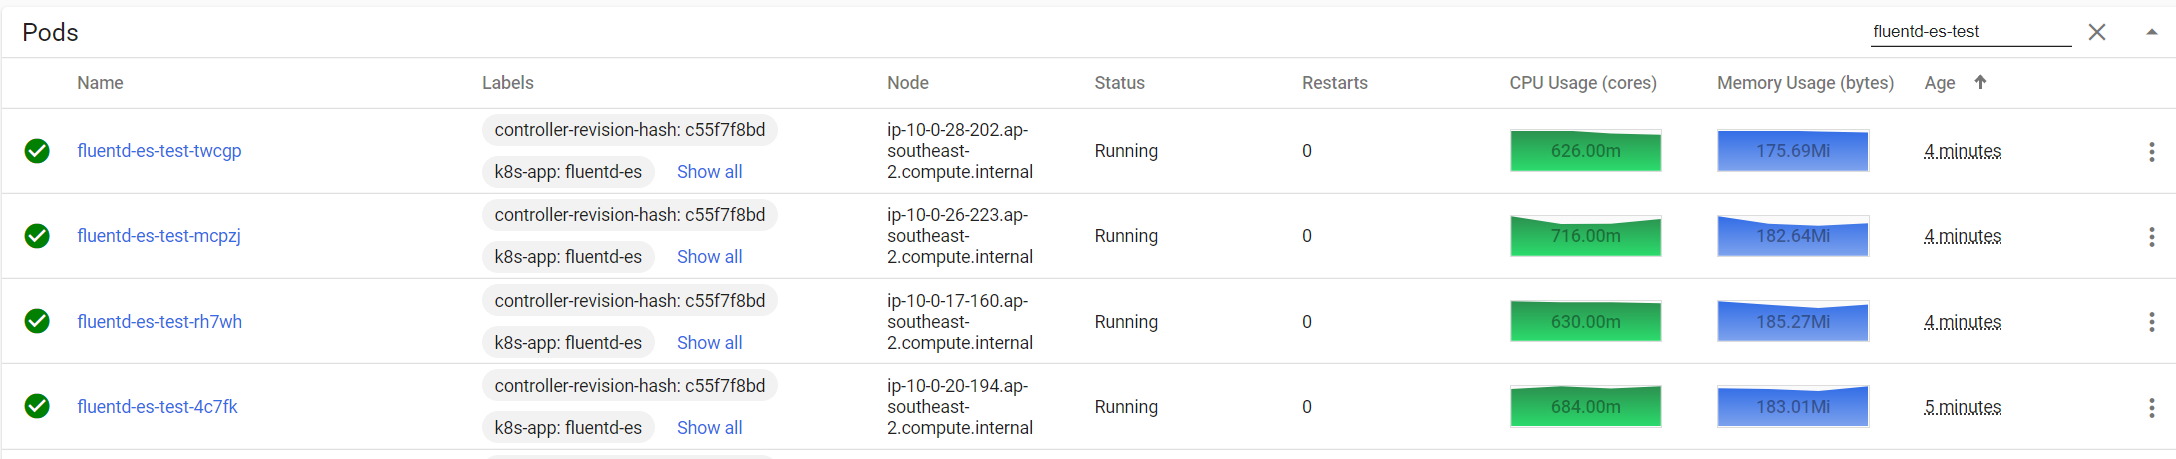 Pods
fluentd-es-test
Name Labels Node Status Restarts CPU Usage (cores) Memory Usage (bytes) Age
fluentd-es-test-twcgp
controller-revision-hash: c55f7f8bd
k8s-app: fluentd-es Show all
ip-10-0-28-202.ap-
southeast-
2.compute.internal
Running
0
626.00m
175.69Mi
4 minutes
fluentd-es-test-mcpzj
controller-revision-hash: c55f7f8bd
k8s-app: fluentd-es Show all
ip-10-0-26-223.ap-
southeast-
2.compute.internal
Running
0
716.00m
182.64Mi
4 minutes
fluentd-es-test-rh7wh
controller-revision-hash: c55f7f8bd
k8s-app: fluentd-es Show all
ip-10-0-17-160.ap-
southeast-
2.compute.internal
Running
0
630.00m
185.27Mi
4 minutes
fluentd-es-test-4c7fk
controller-revision-hash: c55f7f8bd
k8s-app: fluentd-es Show all
ip-10-0-20-194.ap-
southeast-
2.compute.internal
Running
0
684.00m
183.01Mi
5 minutes